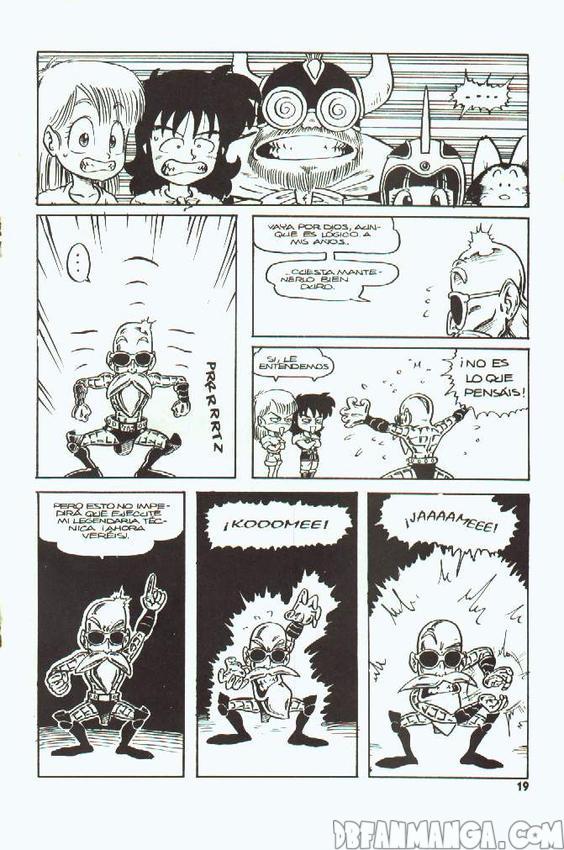 .....
...
PRR-RRRTZ
VAYA POR DIOS, AUN-
QUE ES LÓGICO A
MIS AÑOS..
..CUESTA MANTE-
NERLO BIEN
DURO.
SI, LE
ENTENDEMOS
¡NO ES
LO QUE
PENSÁIS!
PERO ESTO NO IMPE-
DIRÁ QUE EJECUTE
MI LEGENDARIA TÉC-
NICA ¡AHORA
VERÉIS!
¡KOOOMEE!
¡JAAAAMEEE!
19
DBFANMANGA.COM